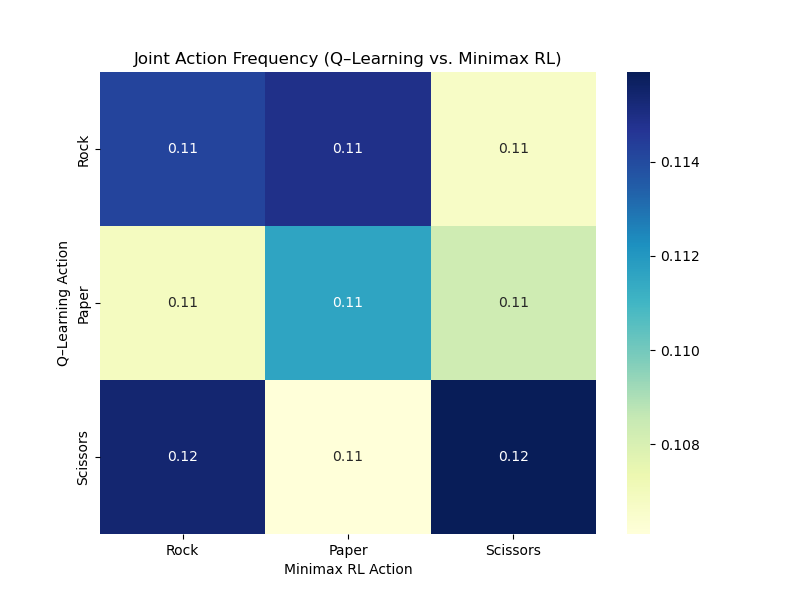 Joint Action Frequency (Q–Learning vs. Minimax RL)
Q–Learning Action
Rock
0.11 0.11 0.11
Paper
0.11 0.11 0.11
Scissors
0.12 0.11 0.12
Rock Paper Scissors
Minimax RL Action
0.114
0.112
0.110
0.108